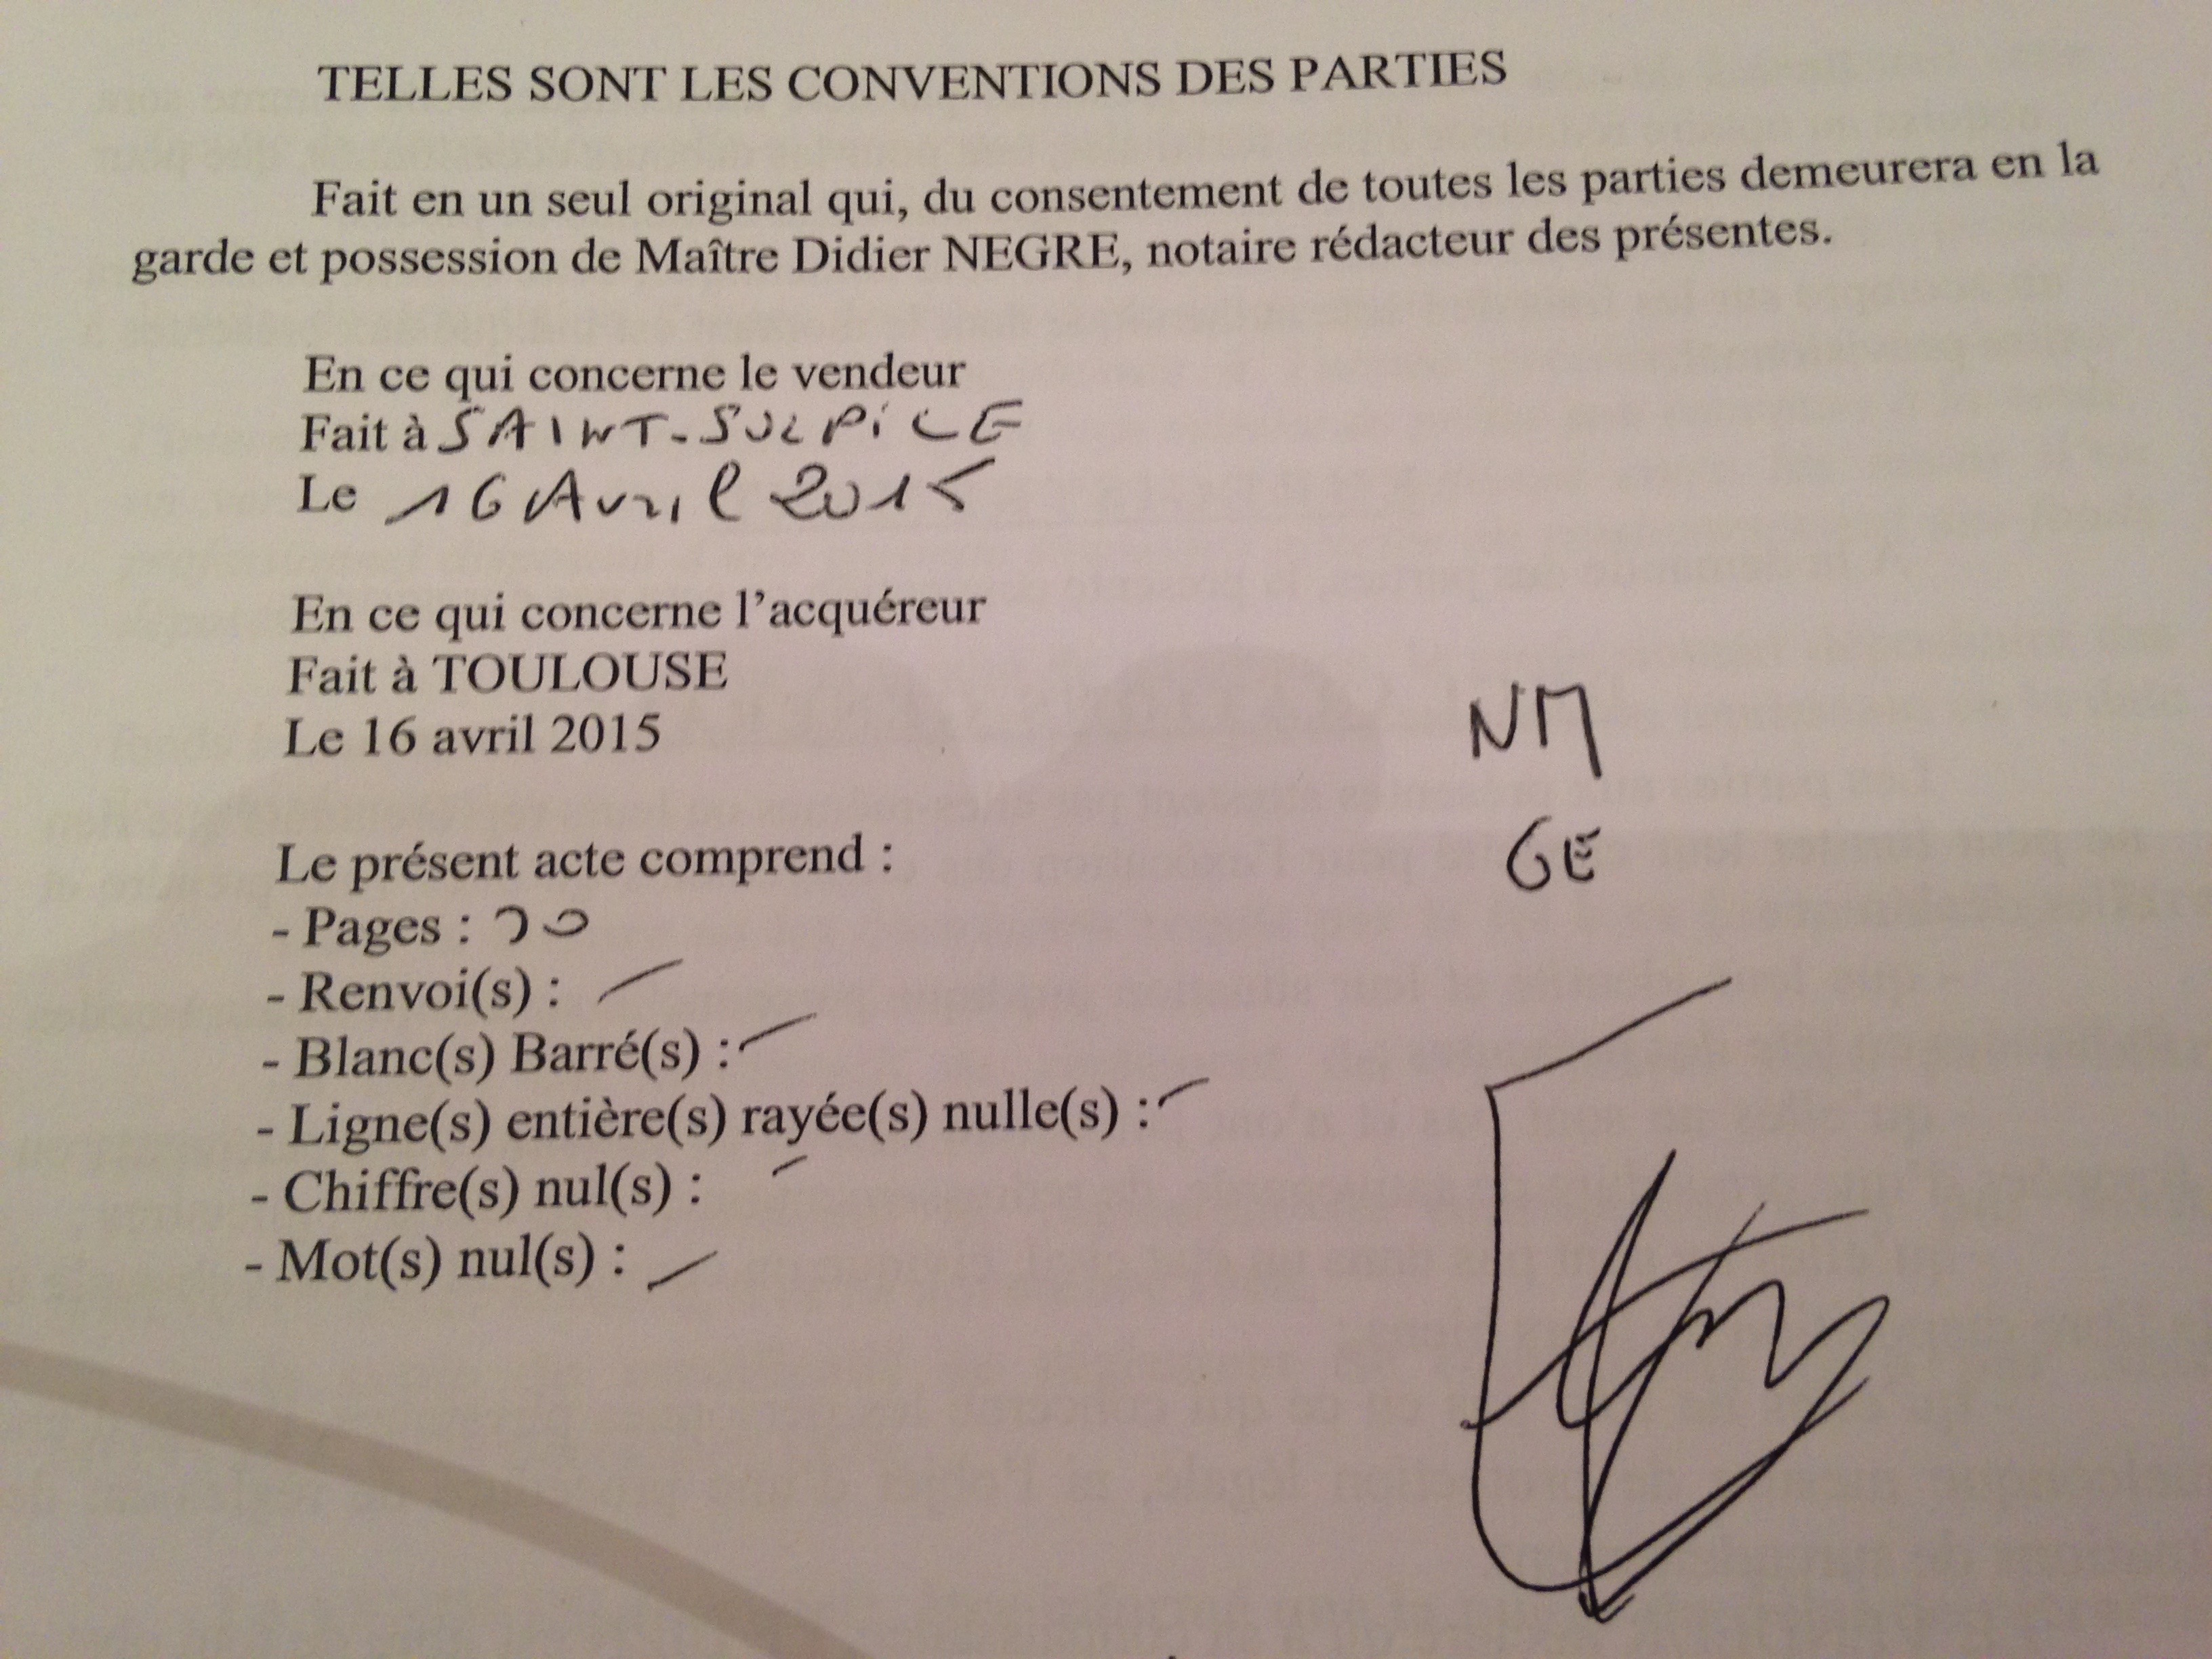 TELLES SONT LES CONVENTIONS DES PARTIES
Fait en un seul original qui, du consentement de toutes les parties demeurera en la
garde et possession de Maître Didier NEGRE, notaire rédacteur des présentes.
En ce qui concerne le vendeur
Fait à SAINT-SULPiCE
Le 16 Avril 2015
En ce qui concerne l'acquéreur
Fait à TOULOUSE
Le 16 avril 2015
NM
GE
Le présent acte comprend :
- Pages :
- Renvoi(s) :
- Blanc(s) Barré(s) :
- Ligne(s) entière(s) rayée(s) nulle(s) :
- Chiffre(s) nul(s) :
- Mot(s) nul(s) :